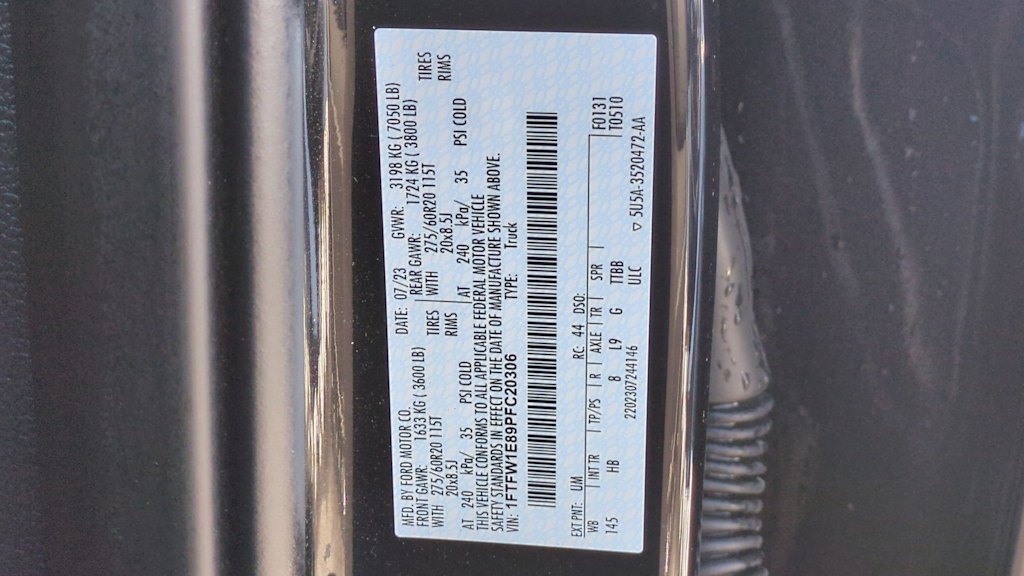 MFD. BY FORD MOTOR CO. DATE: 07/23 GVWR: 3198 KG ( 7050 LB)
FRONT GAWR: 1633 KG ( 3600 LB) REAR GAWR: 1724 KG ( 3800 LB)
WITH 275/60R20 115T TIRES WITH 275/60R20 115T TIRES
20x8.5J RIMS 20x8.5J RIMS
AT 240 kPa/ 35 PSI COLD AT 240 kPa/ 35 PSI COLD
THIS VEHICLE CONFORMS TO ALL APPLICABLE FEDERAL MOTOR VEHICLE
SAFETY STANDARDS IN EFFECT ON THE DATE OF MANUFACTURE SHOWN ABOVE.
VIN: 1FTFW1E89PFC20306 TYPE: Truck
EXT PNT: UM RC: 44 DSO: F0131
WB | INT TR | TP/PS | R | AXLE | TR | SPR | T0510
145 HB 8 L9 G TTBB
2202307244146 ULC ▽ 5U5A-3520472-AA